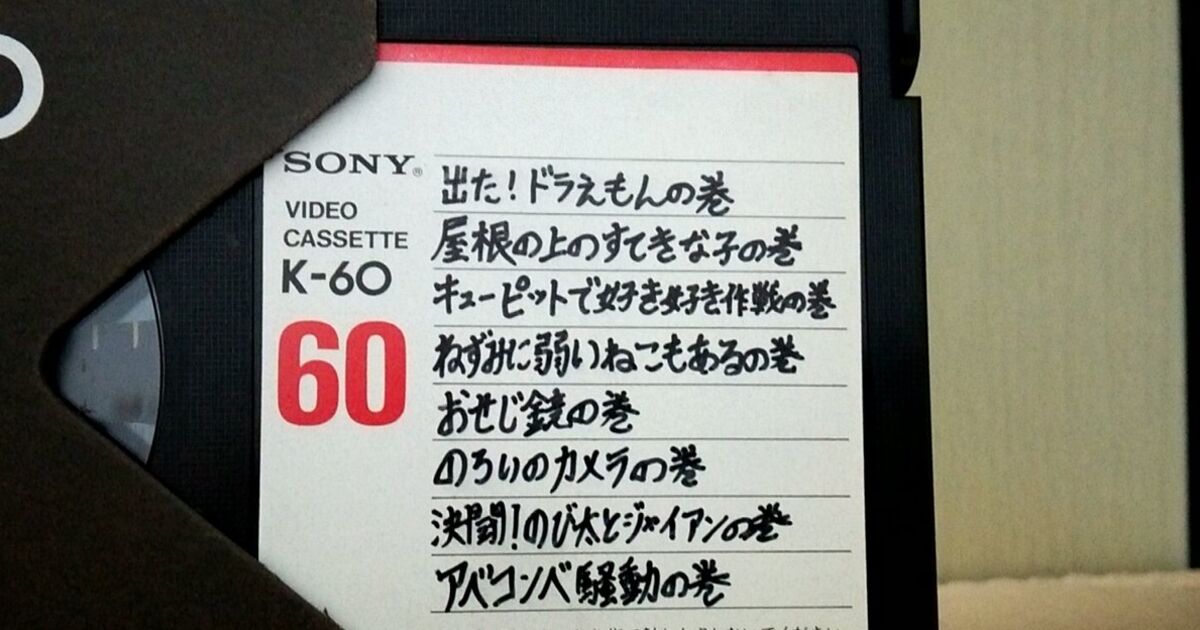 SONY®
VIDEO
CASSETTE
K-60
60
出た!ドラえもんの巻
屋根の上のすてきな子の巻
キューピットで好き好き作戦の巻
ねずみに弱いねこもあるの巻
おせじ鏡の巻
のろいのカメラの巻
決闘!のび太とジャイアンの巻
アベコンベ騒動の巻